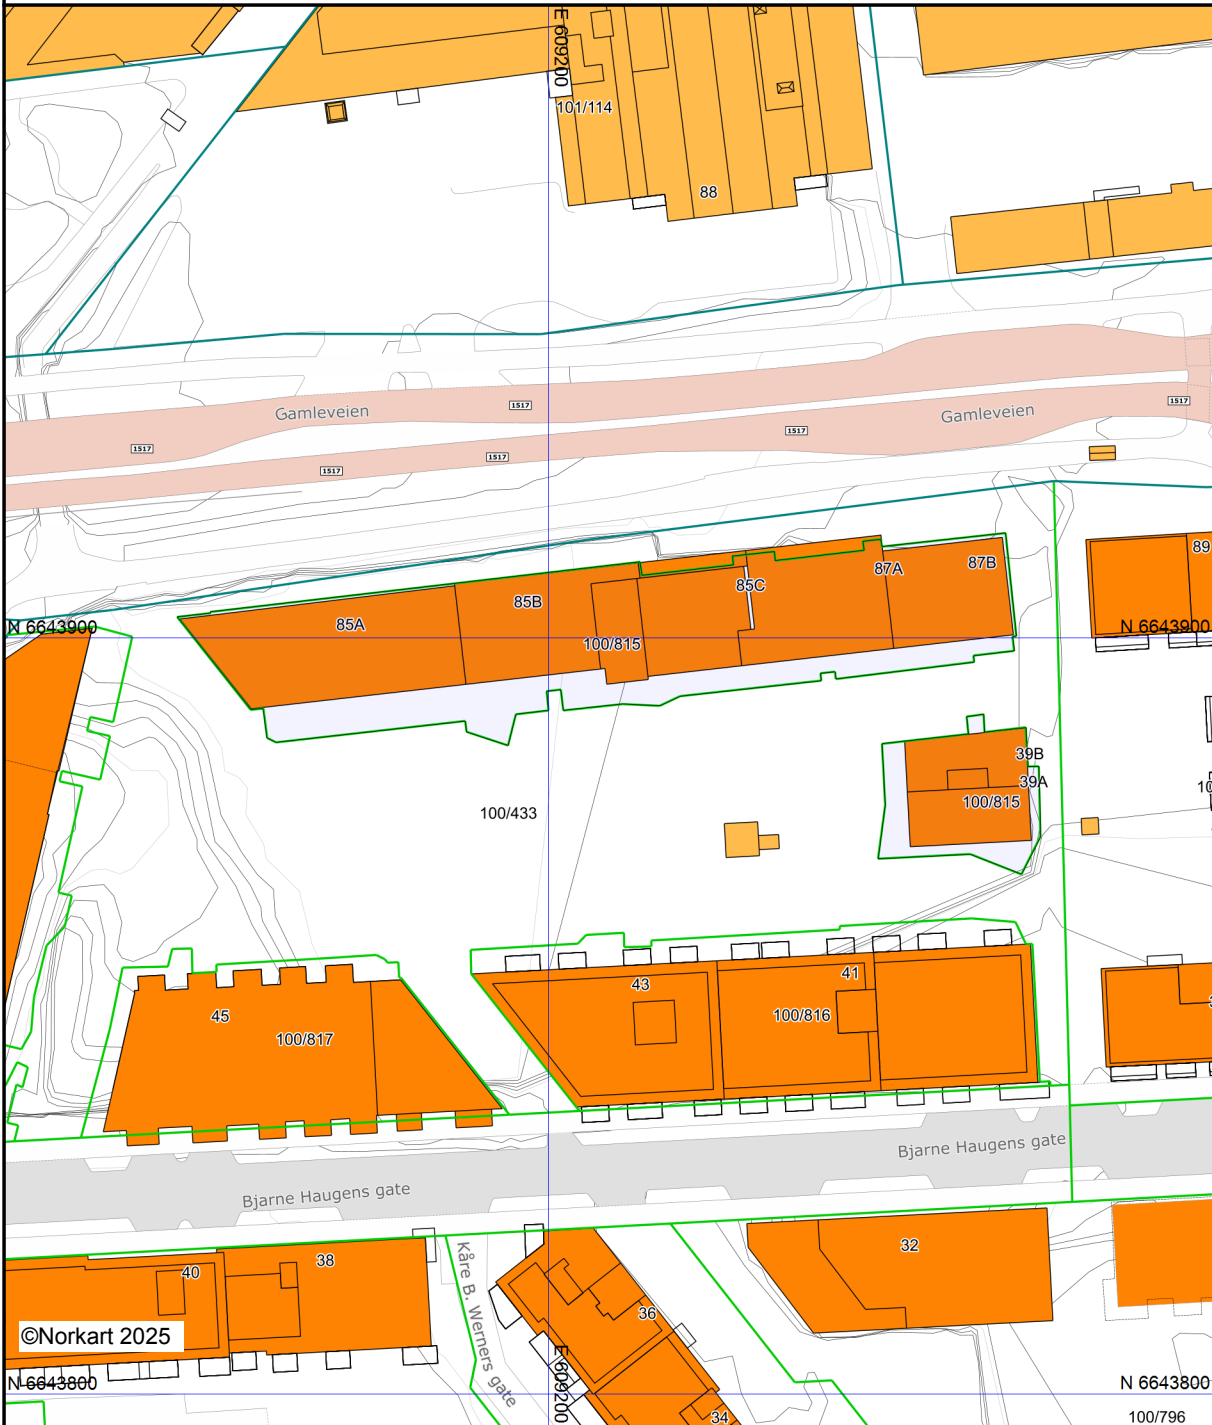 E 609200
101/114
88
Gamleveien
1517
Gamleveien
1517
1517
1517
1517
1517
89
87B
87A
85C
85B
85A
N 6643900
N 6643900
100/815
39B
39A
100/815
10
100/433
43
41
45
100/816
100/817
Bjarne Haugens gate
Bjarne Haugens gate
32
38
40
Kåre B. Werners gate
36
©Norkart 2025
E 609200
N 6643800
N 6643800
34
100/796